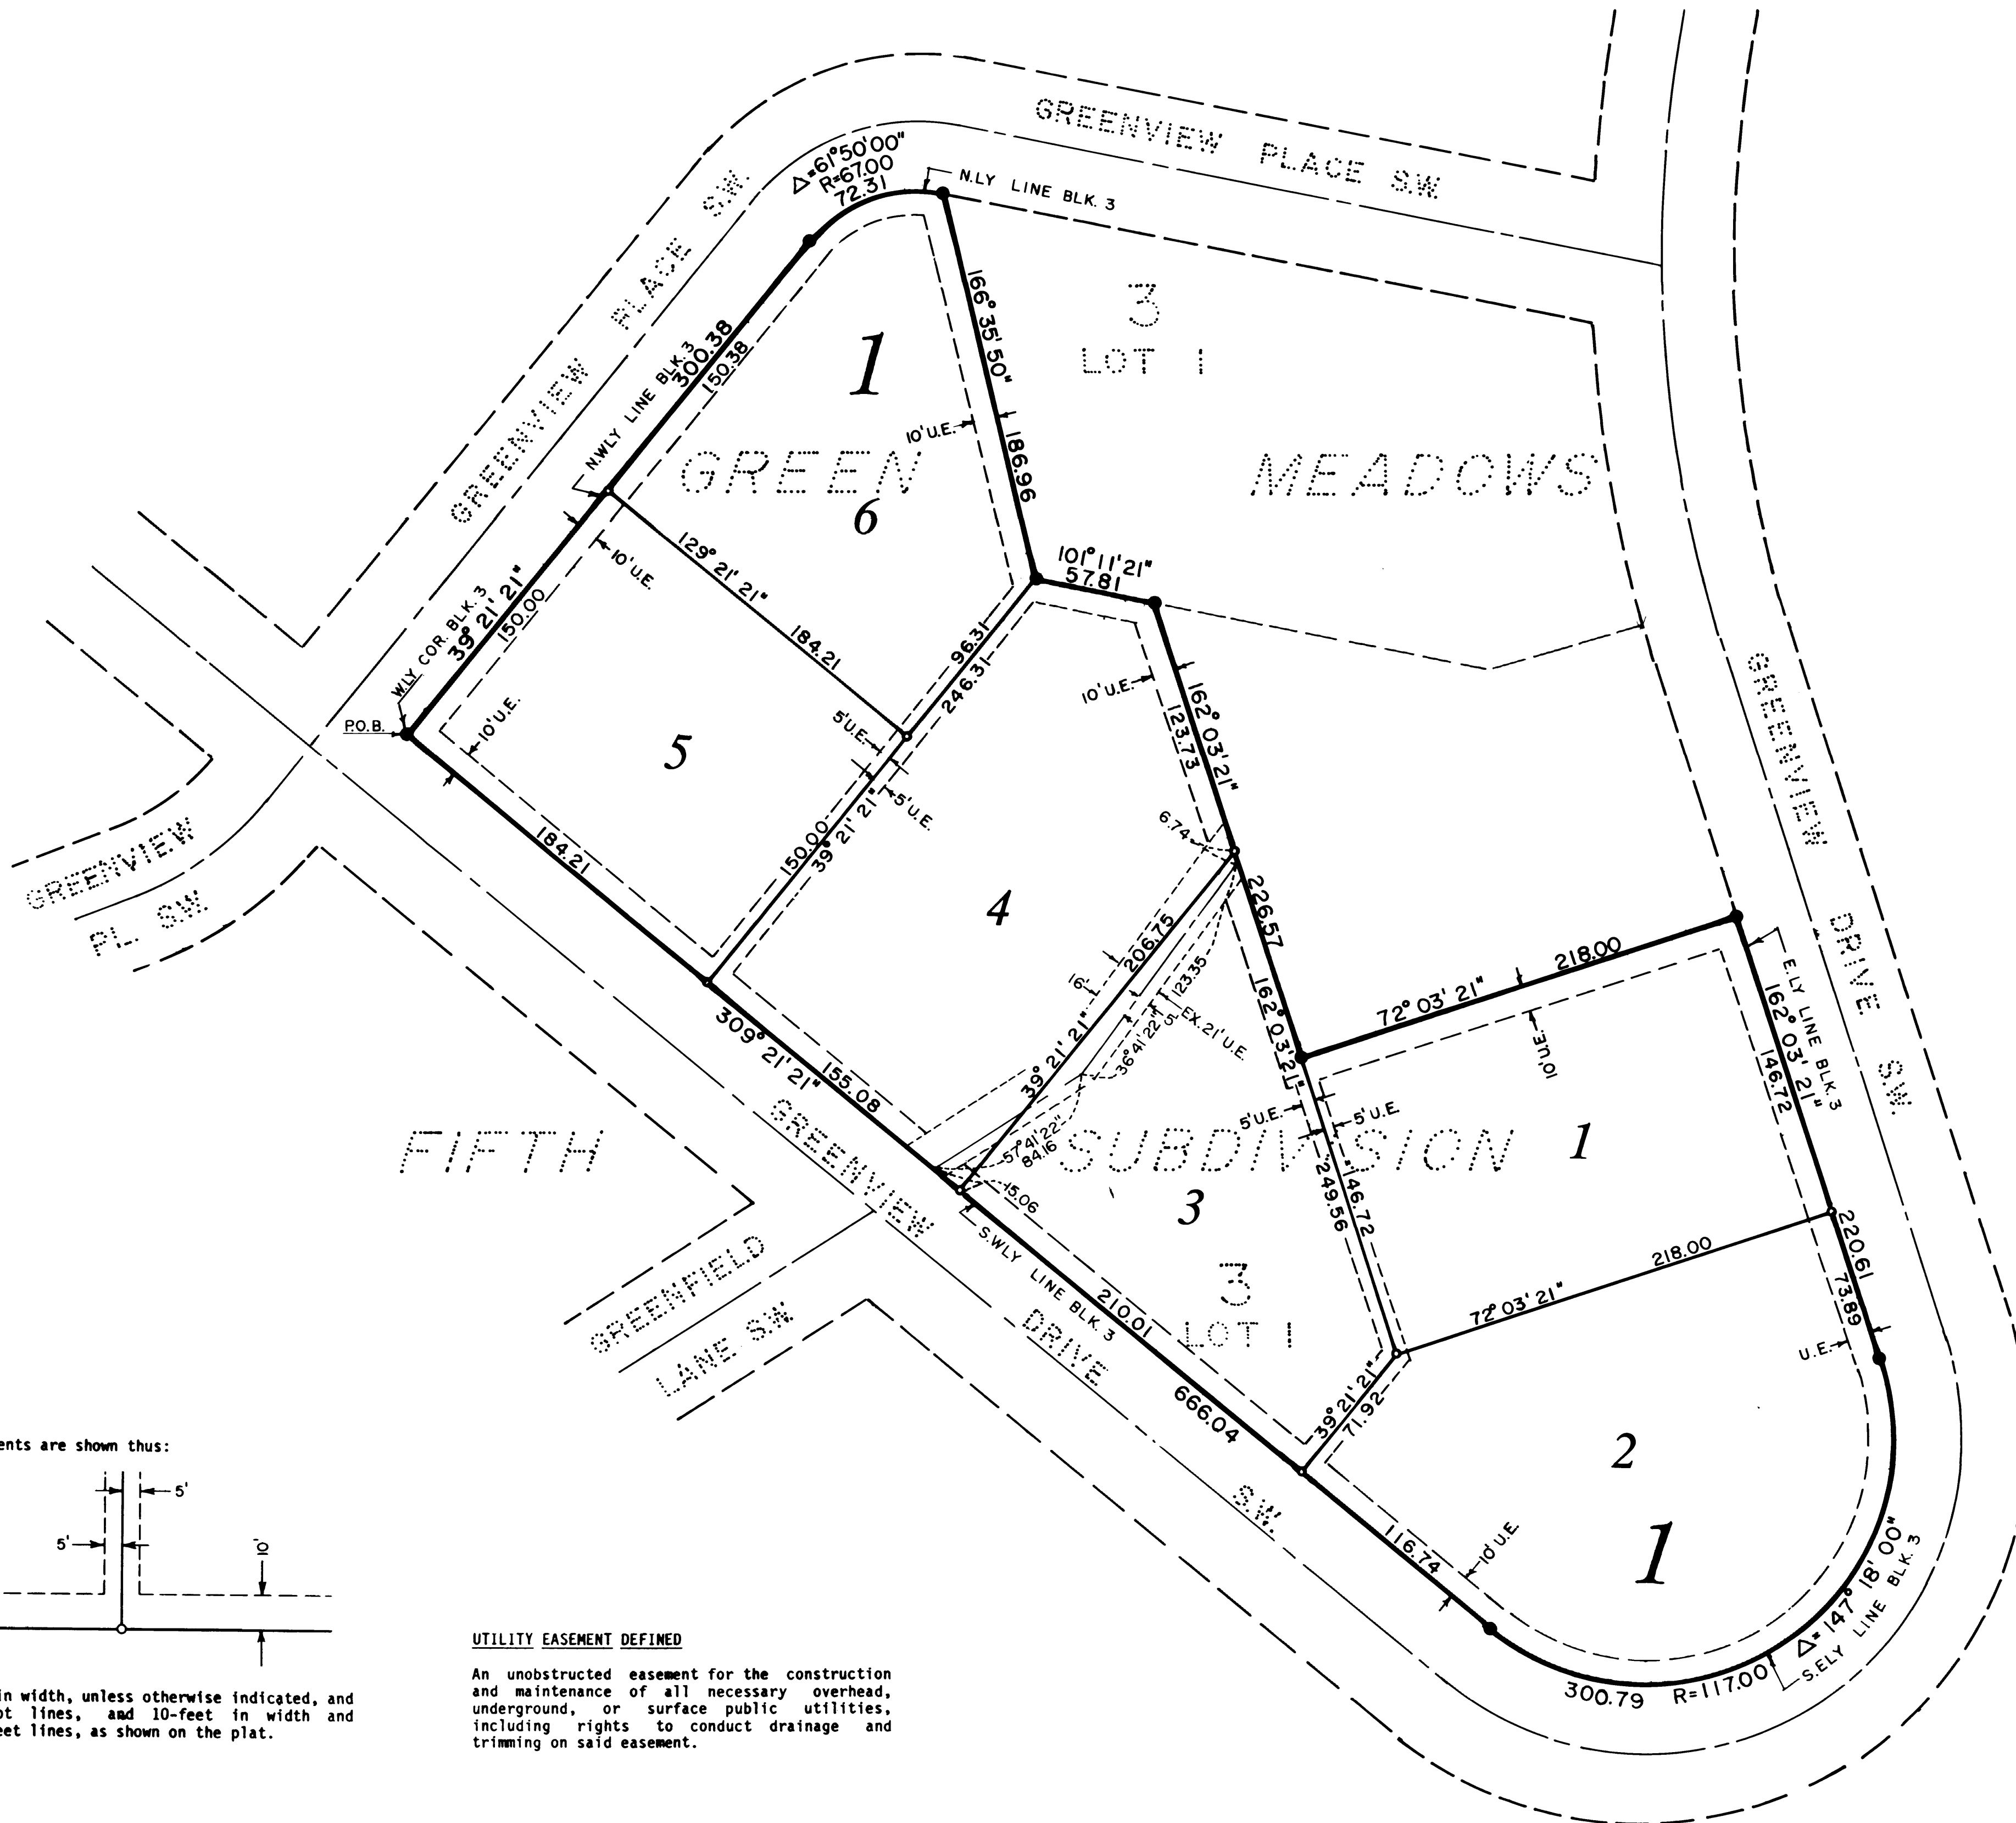 GREENVIEW PLACE S.W.
GREENVIEW PLACE S.W.
Δ=61°50'00"
R=67.00
72.31
N.LY LINE BLK. 3
3
LOT 1
166° 35' 50"
186.96
1
10' U.E.
N.WLY LINE BLK. 3
300.38
150.38
GREEN
MEADOWS
6
129° 21' 21"
184.21
10' U.E.
101° 11' 21"
57.81
96.31
246.31
W.LY COR. BLK. 3
39° 21' 21"
150.00
P.O.B.
10' U.E.
5
5' U.E.
5' U.E.
10' U.E.
162° 03' 21"
123.73
6.74
GREENVIEW
PL. S.W.
184.21
150.00
39° 21' 21"
4
226.57
162° 03' 21"
206.75
16'
123.35
EX. 21' U.E.
5'
36° 41' 22"
39° 21' 21"
72° 03' 21"
218.00
10' U.E.
GREENVIEW DRIVE S.W.
E.LY LINE BLK. 3
162° 03' 21"
146.72
309° 21' 21"
155.08
57° 41' 22"
84.16
15.06
FIFTH
SUBDIVISION
5' U.E.
5' U.E.
1
3
249.56
146.72
GREENVIEW DRIVE S.W.
S.WLY LINE BLK. 3
210.01
666.04
3
LOT 1
GREENFIELD
LANE S.W.
72° 03' 21"
218.00
220.61
73.89
U.E.
39° 21' 21"
71.92
2
1
116.74
10' U.E.
Δ= 147° 18' 00"
S.ELY LINE BLK. 3
300.79 R=117.00
ents are shown thus:
5'
5'
10'
in width, unless otherwise indicated, and
ot lines, and 10-feet in width and
eet lines, as shown on the plat.
UTILITY EASEMENT DEFINED
An unobstructed easement for the construction
and maintenance of all necessary overhead,
underground, or surface public utilities,
including rights to conduct drainage and
trimming on said easement.